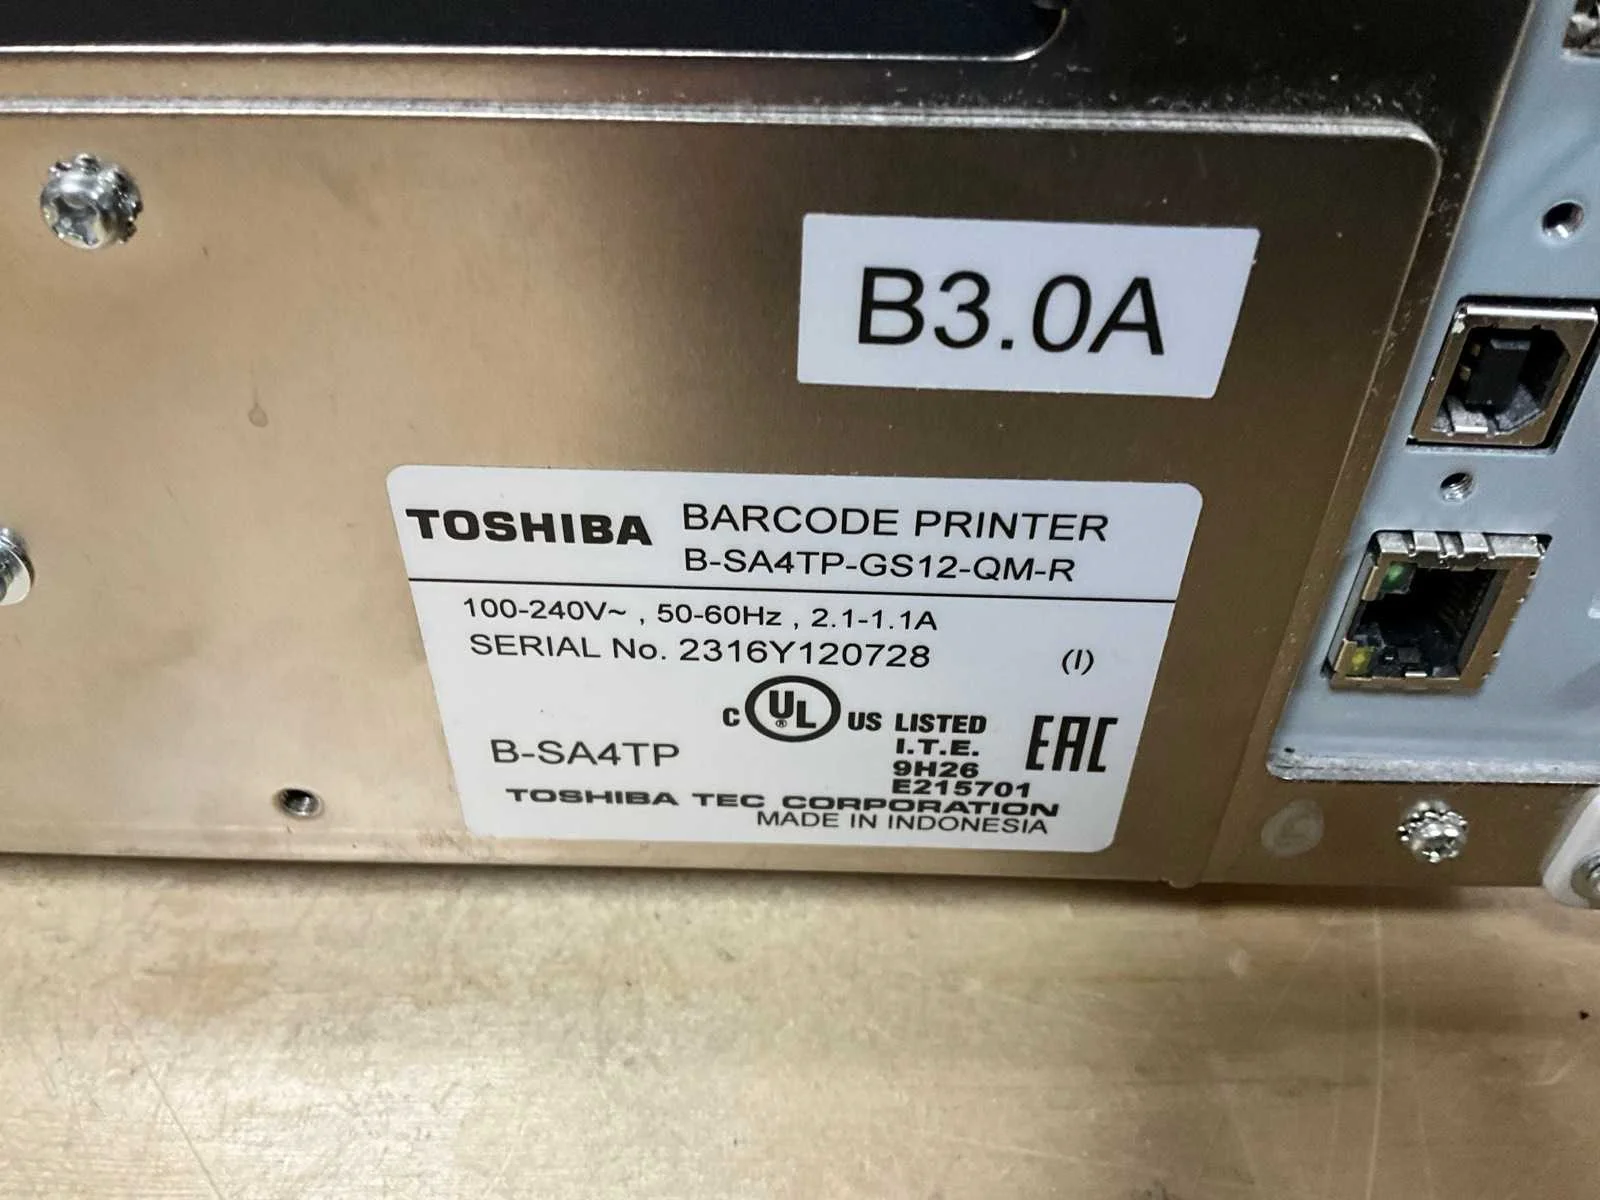 B3.0A
TOSHIBA BARCODE PRINTER
B-SA4TP-GS12-QM-R
100-240V~ , 50-60Hz , 2.1-1.1A
SERIAL No. 2316Y120728 (I)
C UL ® US LISTED
I.T.E.
9H26
E215701
EAC
B-SA4TP
TOSHIBA TEC CORPORATION
MADE IN INDONESIA